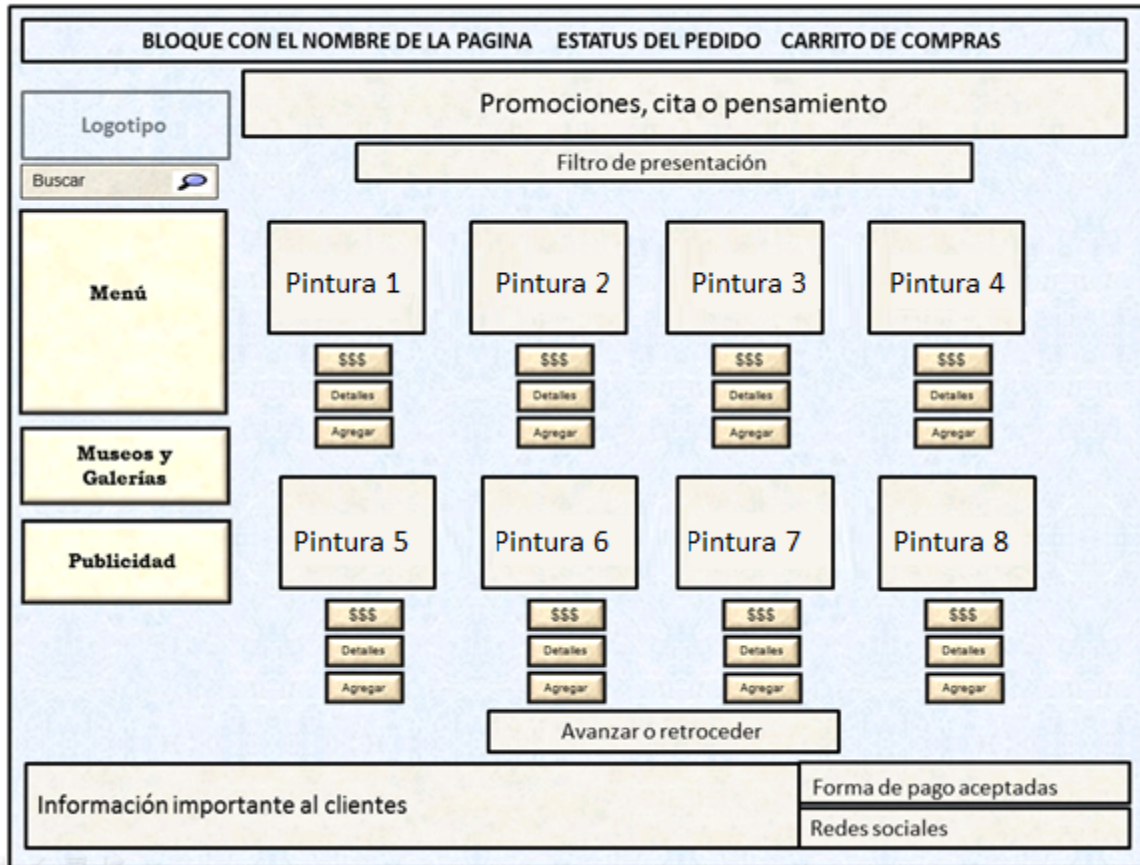 BLOQUE CON EL NOMBRE DE LA PAGINA ESTATUS DEL PEDIDO CARRITO DE COMPRAS
Logotipo
Promociones, cita o pensamiento
Buscar
Filtro de presentación
Menú
Museos y
Galerías
Publicidad
Pintura 1
Pintura 2
Pintura 3
Pintura 4
$$$
$$$
$$$
$$$
Detalles
Detalles
Detalles
Detalles
Agregar
Agregar
Agregar
Agregar
Pintura 5
Pintura 6
Pintura 7
Pintura 8
$$$
$$$
$$$
$$$
Detalles
Detalles
Detalles
Detalles
Agregar
Agregar
Agregar
Agregar
Avanzar o retroceder
Información importante al clientes
Forma de pago aceptadas
Redes sociales